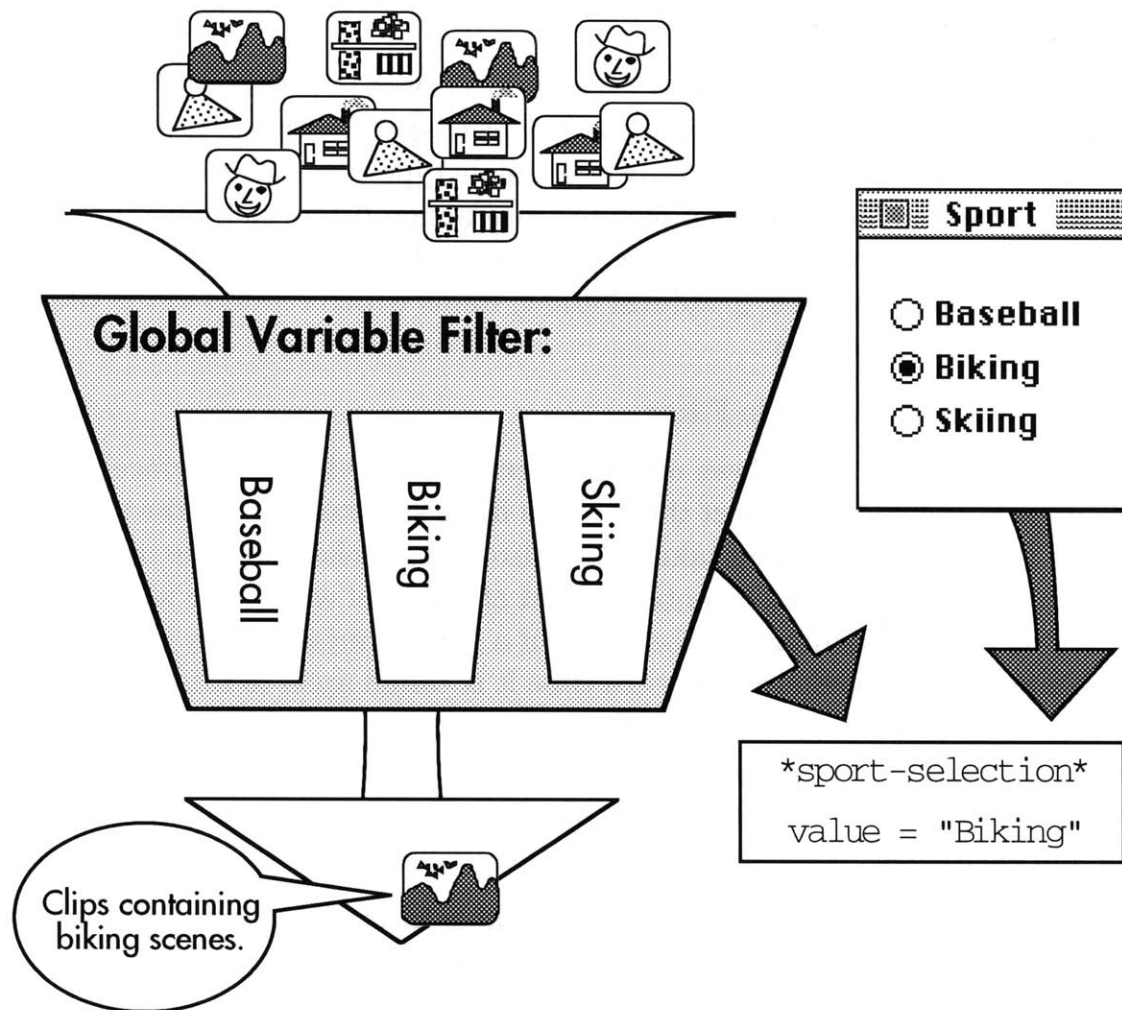 Sport
Baseball
Biking
Skiing
Global Variable Filter:
Baseball
Biking
Skiing
*sport-selection*
value = "Biking"
Clips containing
biking scenes.